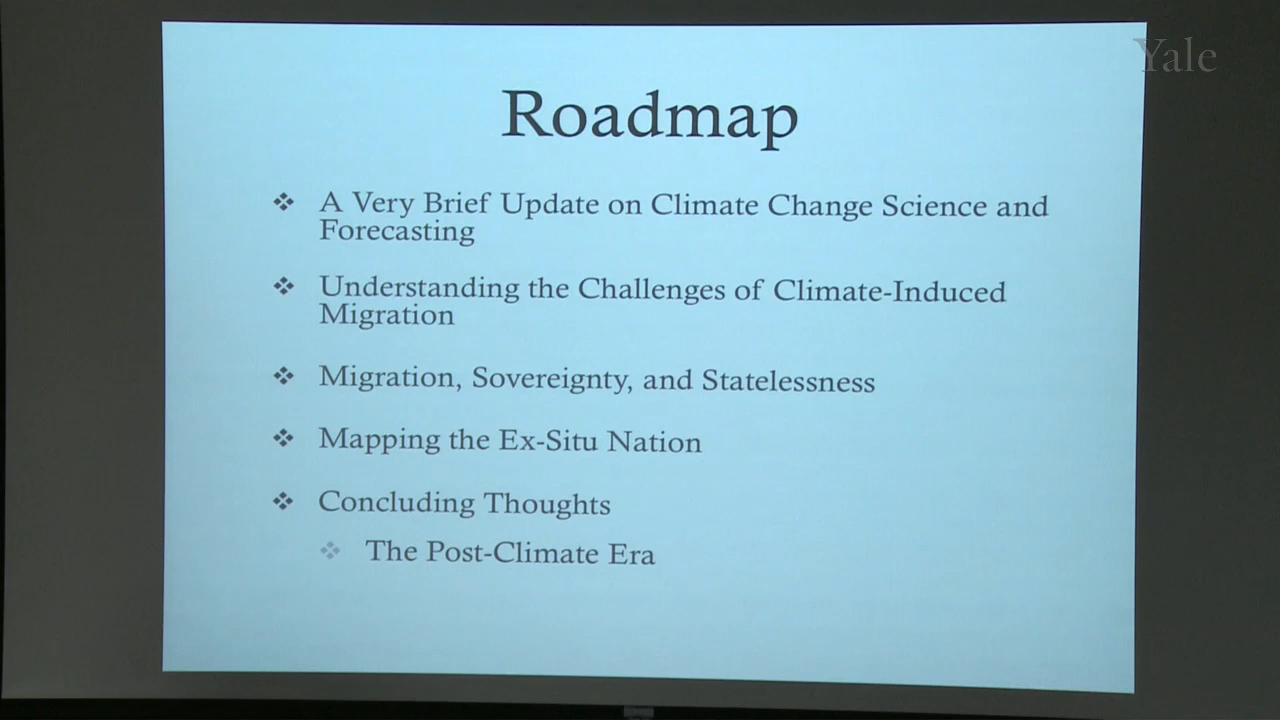 Yale
Roadmap
❖ A Very Brief Update on Climate Change Science and
Forecasting
❖ Understanding the Challenges of Climate-Induced
Migration
❖ Migration, Sovereignty, and Statelessness
❖ Mapping the Ex-Situ Nation
❖ Concluding Thoughts
❖ The Post-Climate Era